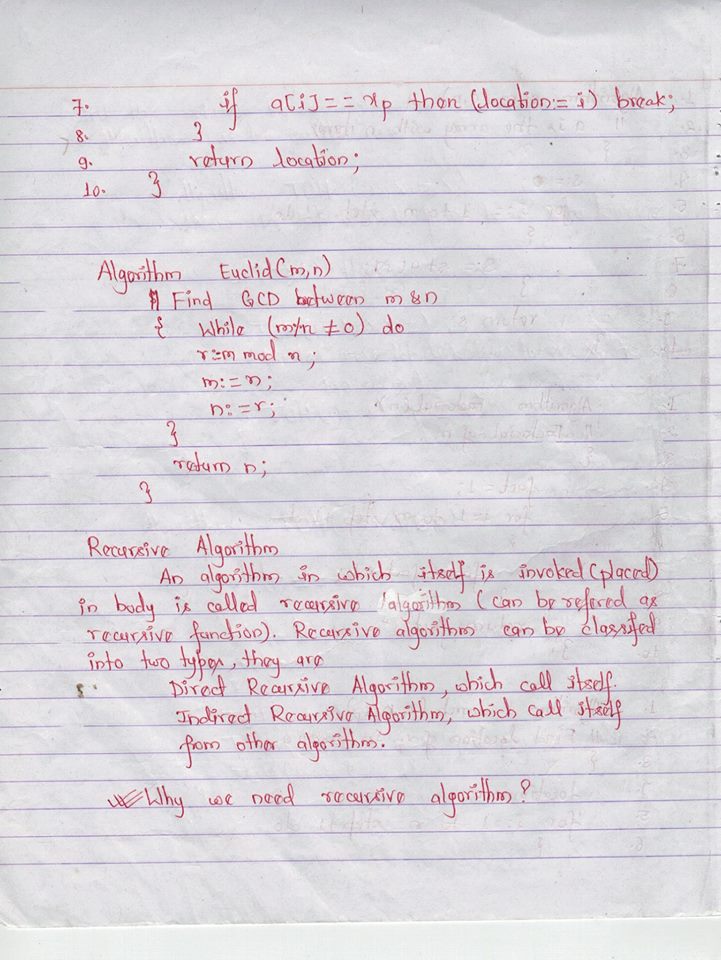 7. if a[i]== xp then (location:= i) break;
8. }
9. return location;
10. }
Algorithm Euclid(m,n)
// Find GCD between m & n
{ While (m%n ≠ 0) do
r=m mod n;
m:=n;
n:=r;
}
return n;
}
Recursive Algorithm
An algorithm in which itself is invoked (placed)
in body is called recursive algorithm (can be refered as
recursive function). Recursive algorithm can be classifed
into two types, they are
Direct Recursive Algorithm, which call itself.
Indirect Recursive Algorithm, which call itself
from other algorithm.
Why we need recursive algorithm?